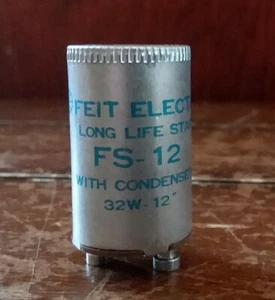 FEIT ELECT
LONG LIFE STA
FS-12
WITH CONDENSE
32W-12"